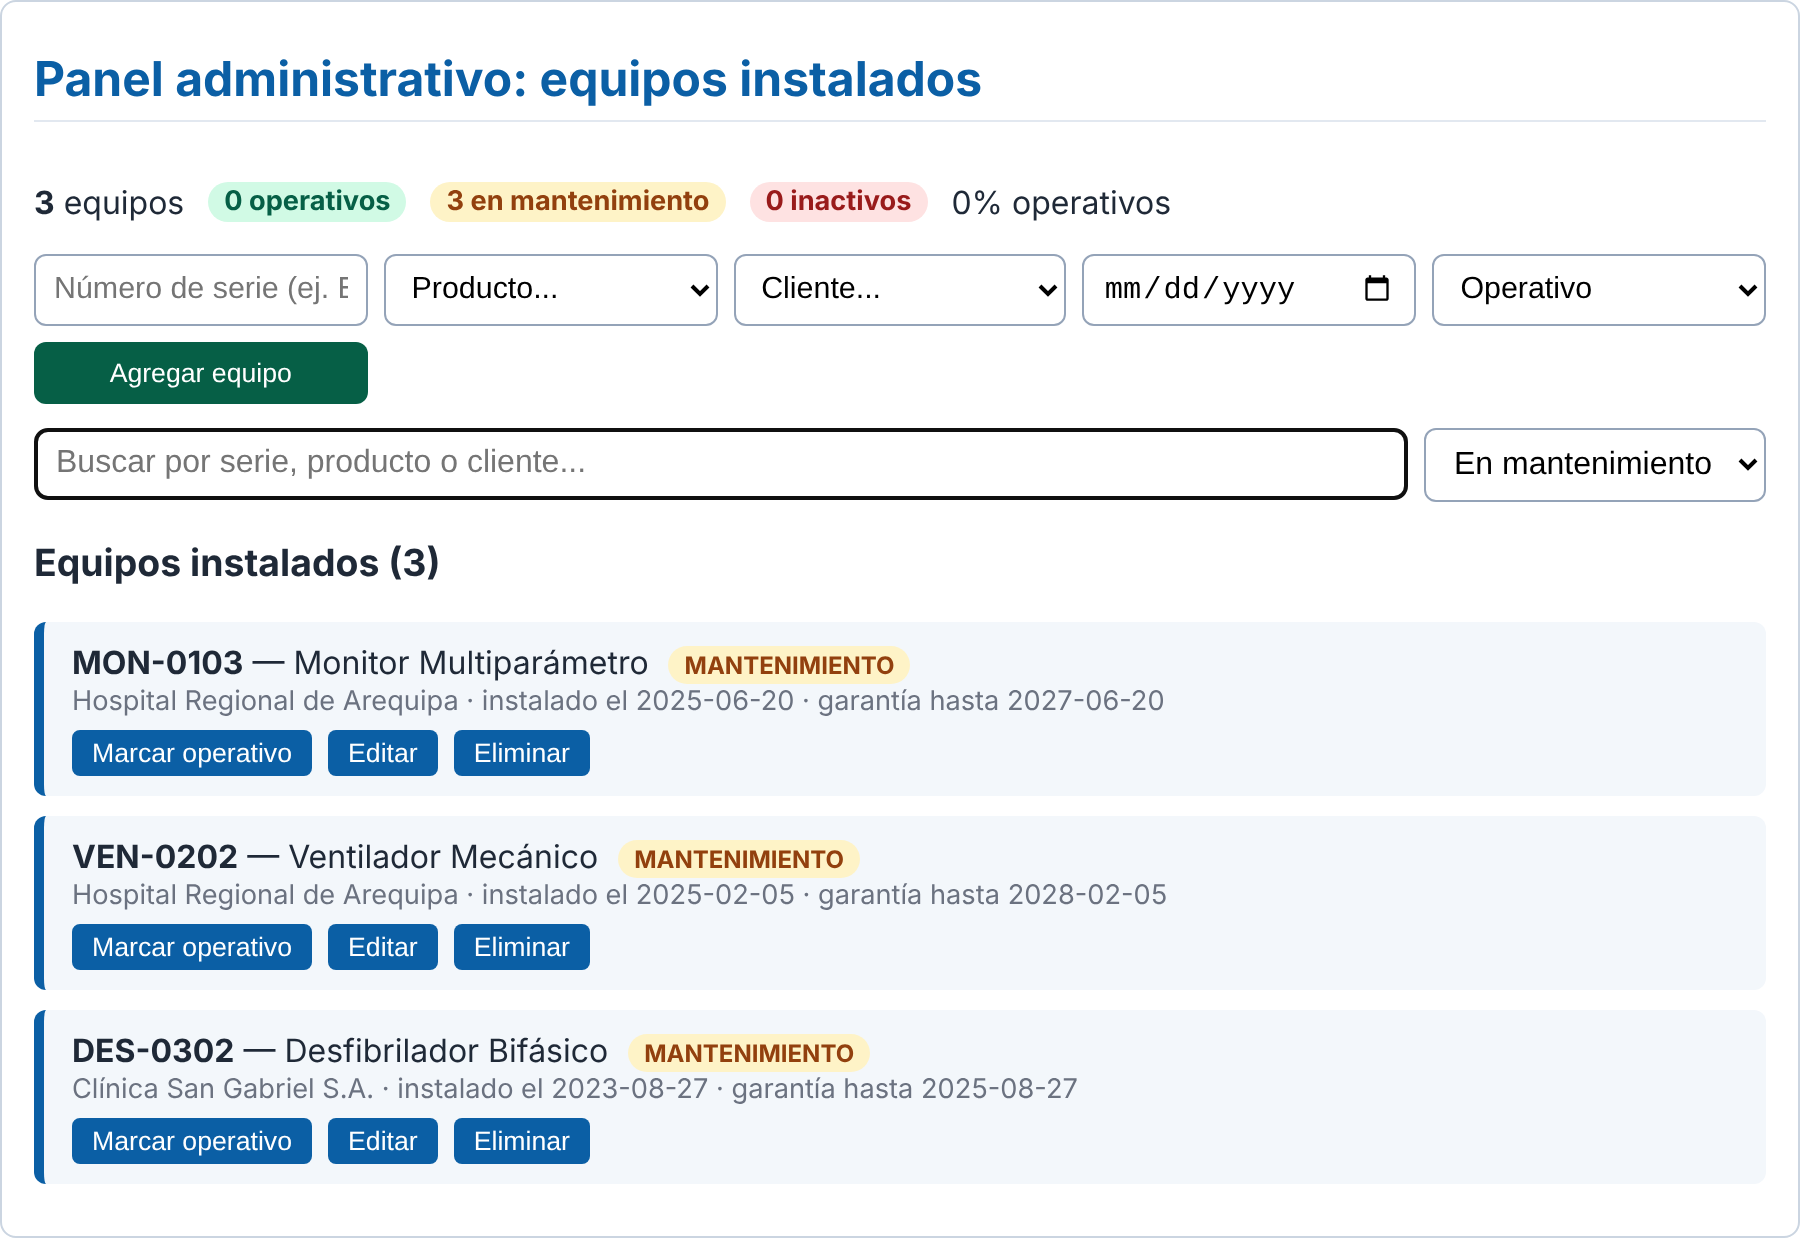 Panel administrativo: equipos instalados
3 equipos 0 operativos 3 en mantenimiento 0 inactivos 0% operativos
Número de serie (ej. E Producto... Cliente... mm/dd/yyyy Operativo
Agregar equipo
Buscar por serie, producto o cliente... En mantenimiento
Equipos instalados (3)
MON-0103 — Monitor Multiparámetro MANTENIMIENTO
Hospital Regional de Arequipa · instalado el 2025-06-20 · garantía hasta 2027-06-20
Marcar operativo Editar Eliminar
VEN-0202 — Ventilador Mecánico MANTENIMIENTO
Hospital Regional de Arequipa · instalado el 2025-02-05 · garantía hasta 2028-02-05
Marcar operativo Editar Eliminar
DES-0302 — Desfibrilador Bifásico MANTENIMIENTO
Clínica San Gabriel S.A. · instalado el 2023-08-27 · garantía hasta 2025-08-27
Marcar operativo Editar Eliminar